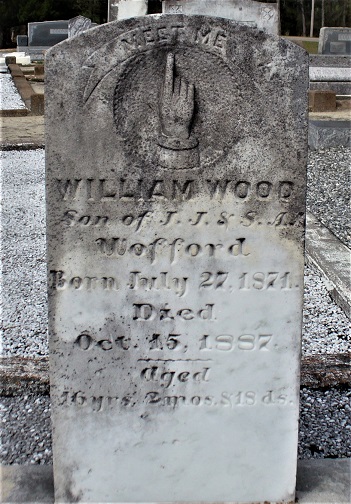 MEET ME
WILLIAM WOOD
Son of J. J. & S. A.
Wofford
Born July 27, 1871.
Died
Oct. 15, 1887.
Aged
16 yrs, 2 mos, & 18 ds.